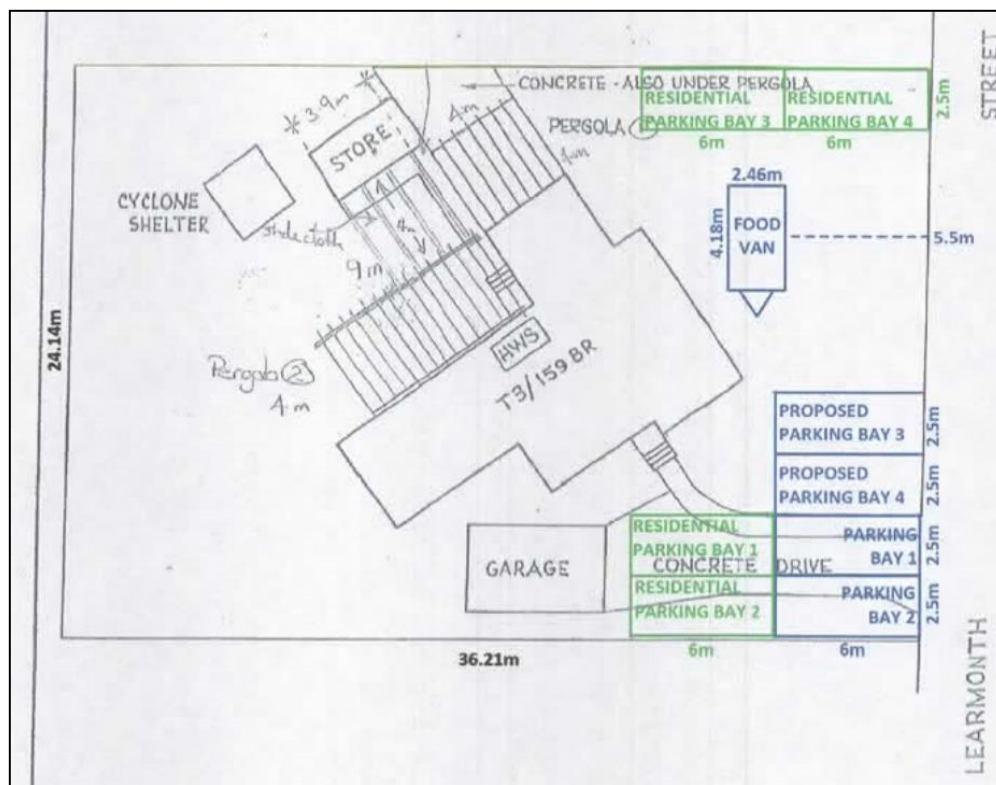 STREET
CONCRETE - ALSO UNDER PERGOLA
RESIDENTIAL
PARKING BAY 3
RESIDENTIAL
PARKING BAY 4
2.5m
6m
6m
PERGOLA
3.9m
STORE
4m
CYCLONE
SHELTER
shadecloth
9m
4m
2.46m
4.18m
FOOD
VAN
5.5m
24.14m
Pergola 2
4.m
HWS
T3/159 BR
PROPOSED
PARKING BAY 3
2.5m
PROPOSED
PARKING BAY 4
2.5m
RESIDENTIAL
PARKING BAY 1
PARKING
BAY 1
2.5m
GARAGE
CONCRETE DRIVE
RESIDENTIAL
PARKING BAY 2
PARKING
BAY 2
2.5m
36.21m
6m
6m
LEARMONTH